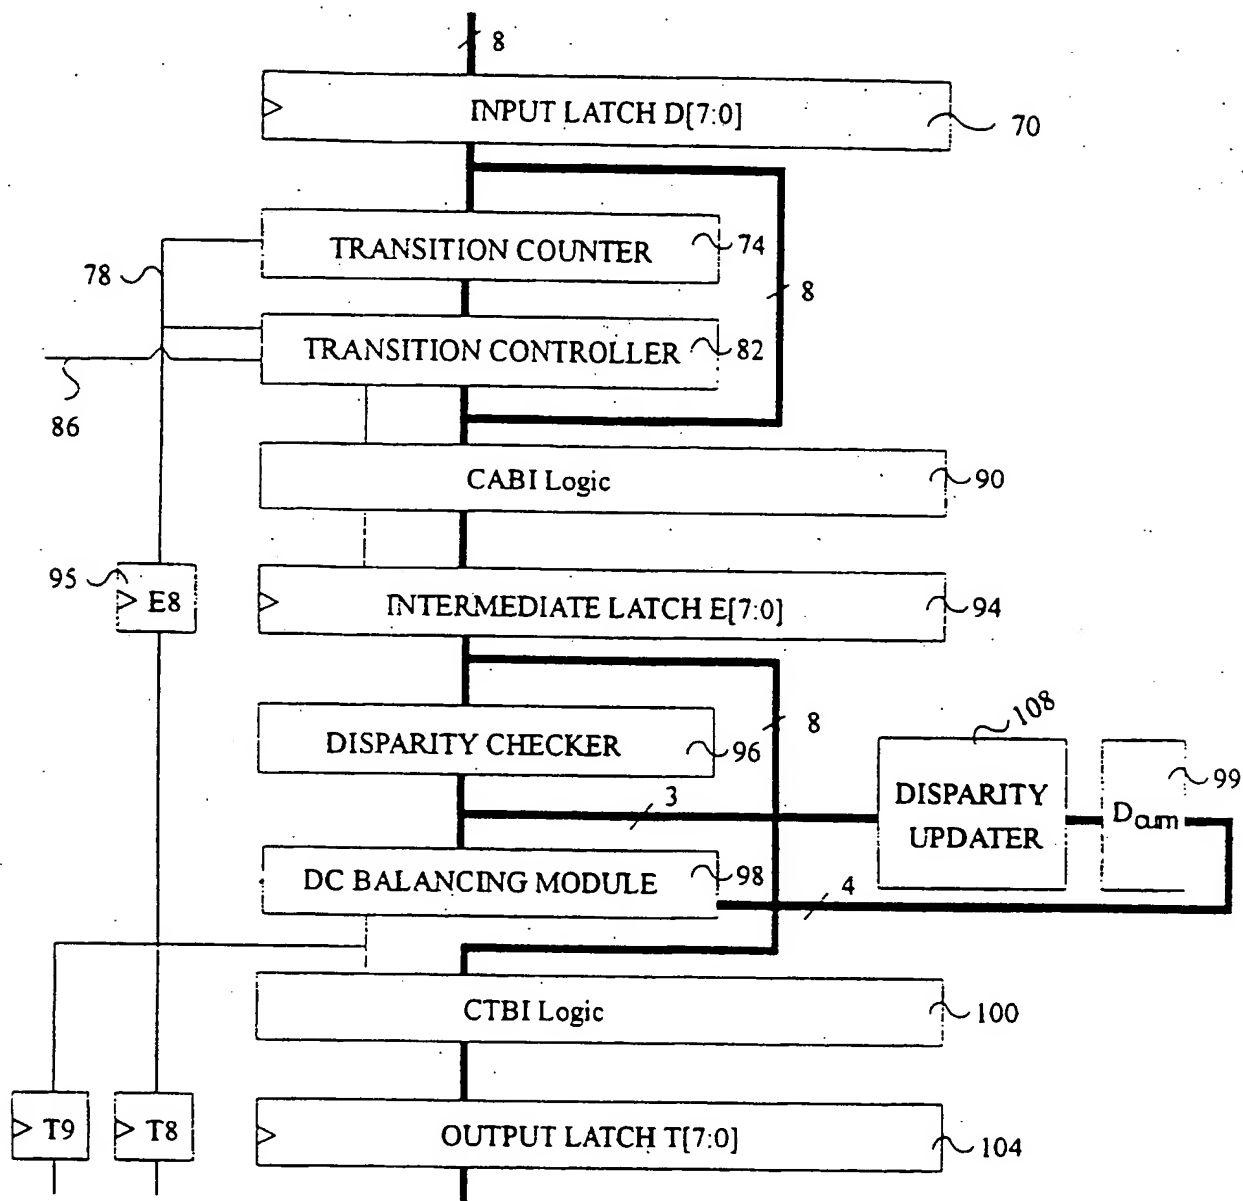 8
INPUT LATCH D[7:0]
70
TRANSITION COUNTER
74
78
8
TRANSITION CONTROLLER
82
86
CABI Logic
90
95
E8
INTERMEDIATE LATCH E[7:0]
94
DISPARITY CHECKER
96
8
108
99
3
DISPARITY
UPDATER
Dcum
DC BALANCING MODULE
98
4
CTBI Logic
100
T9
T8
OUTPUT LATCH T[7:0]
104